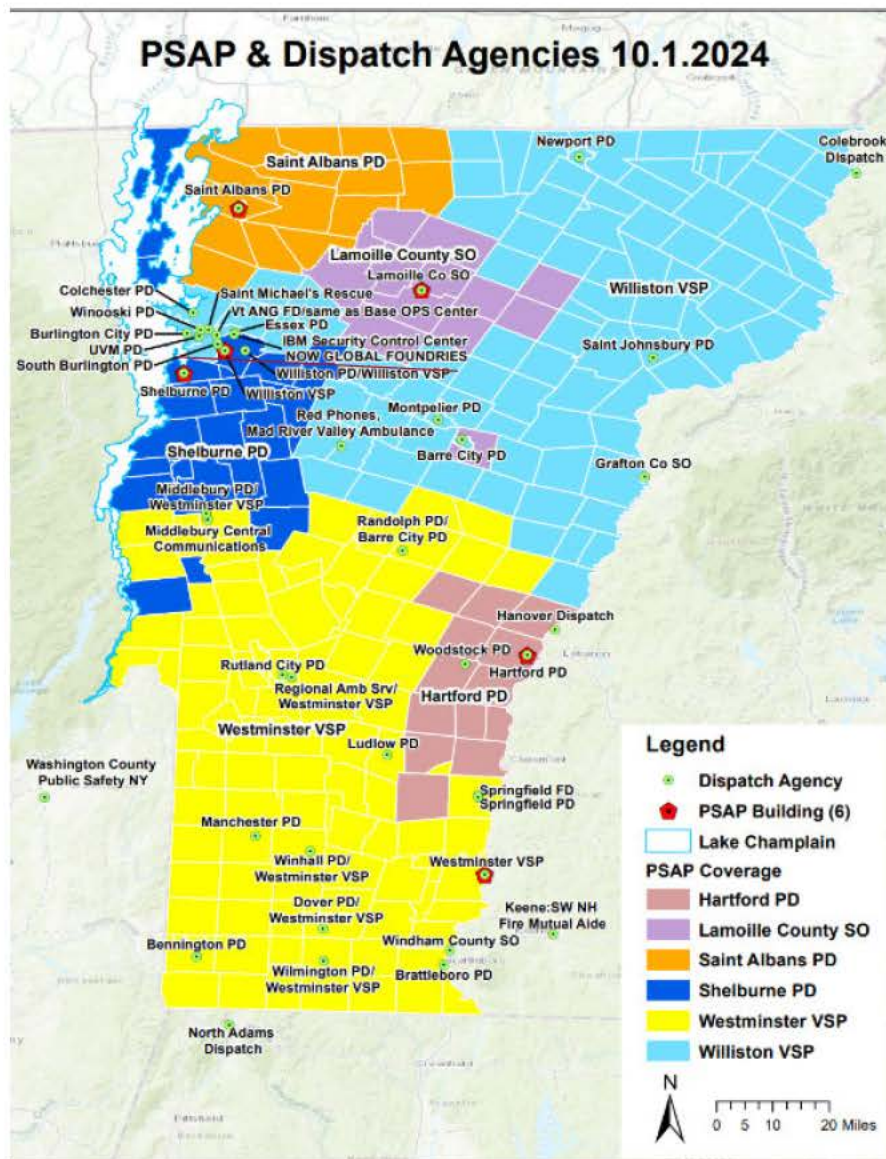 PSAP & Dispatch Agencies 10.1.2024
Newport PD
Colebrook
Dispatch
Saint Albans PD
Saint Albans PD
Lamoille County SO
Lamoille Co SO
Williston VSP
Colchester PD
Saint Michael's Rescue
Winooski PD
Vt ANG FD/same as Base OPS Center
Essex PD
Burlington City PD
IBM Security Control Center
UVM PD
NOW GLOBAL FOUNDRIES
Saint Johnsbury PD
South Burlington PD
Williston PD/Williston VSP
Shelburne PD
Williston VSP
Red Phones,
Mad River Valley Ambulance
Montpelier PD
Barre City PD
Shelburne PD
Grafton Co SO
Middlebury PD/
Westminster VSP
Middlebury Central
Communications
Randolph PD/
Barre City PD
Hanover Dispatch
Woodstock PD
Hartford PD
Lebanon
Hartford PD
Rutland City PD
Regional Amb Srv/
Westminster VSP
Westminster VSP
Ludlow PD
Washington County
Public Safety NY
Springfield FD
Springfield PD
Manchester PD
Winhall PD/
Westminster VSP
Westminster VSP
Dover PD/
Westminster VSP
Keene:SW NH
Fire Mutual Aide
Bennington PD
Windham County SO
Wilmington PD/
Westminster VSP
Brattleboro PD
North Adams
Dispatch
Pittsfield
Legend
Dispatch Agency
PSAP Building (6)
Lake Champlain
PSAP Coverage
Hartford PD
Lamoille County SO
Saint Albans PD
Shelburne PD
Westminster VSP
Williston VSP
N
0 5 10 20 Miles